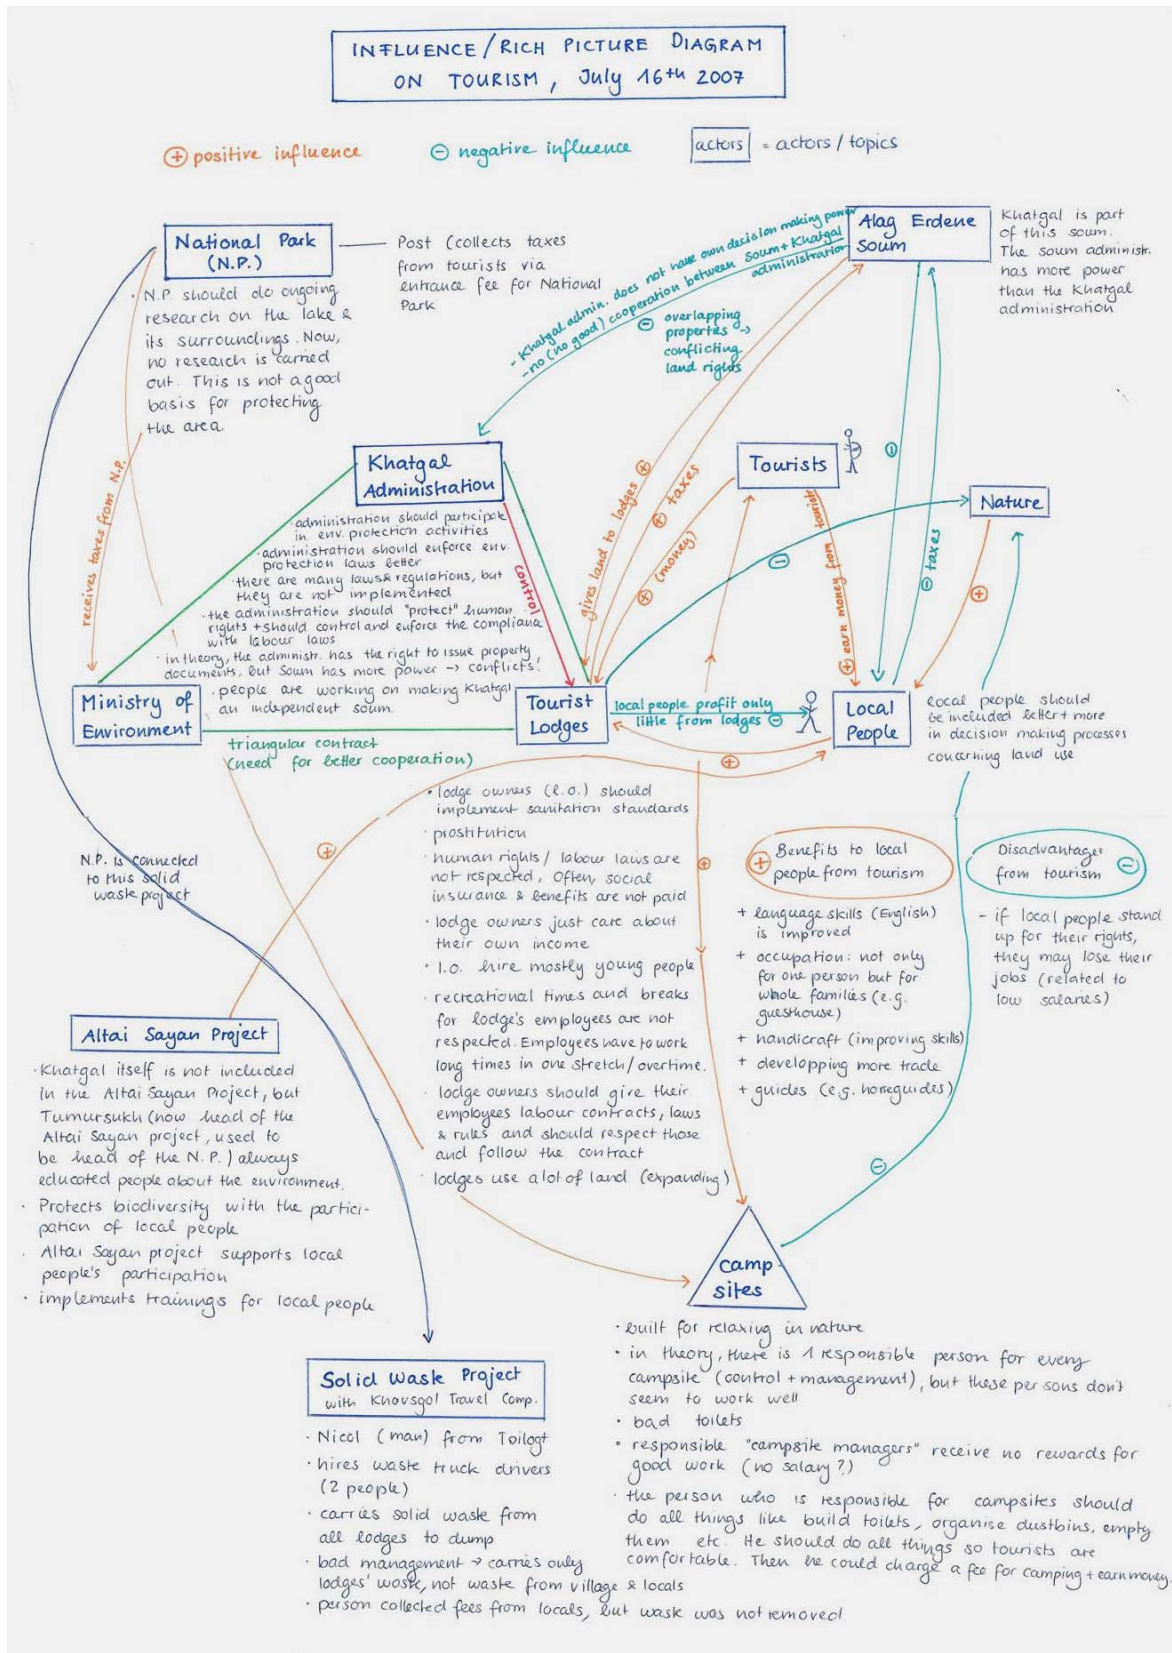 INFLUENCE/RICH PICTURE DIAGRAM
ON TOURISM, July 16th 2007
⊕ positive influence
⊖ negative influence
actors = actors / topics
National Park
(N.P.)
Post (collects taxes
from tourists via
entrance fee for National
Park
· N.P. should do ongoing
research on the lake &
its surroundings. Now,
no research is carried
out. This is not a good
basis for protecting
the area.
- Khatgal admin. does not have own decision making power
- no (no good) cooperation between Soum + Khatgal
administration
⊖ overlapping
properties →
conflicting
land rights
Alag Erdene
Soum
Khatgal is part
of this soum.
The soum administr.
has more power
than the Khatgal
administration
receives taxes from N.P.
Khatgal
Administration
· administration should participate
in env. protection activities
· administration should enforce env.
protection laws better
· there are many laws & regulations, but
they are not implemented
· the administration should "protect" human
rights + should control and enforce the compliance
with labour laws
· in theory, the administr. has the right to issue property
documents, but Soum has more power → conflicts!
· people are working on making Khatgal
an independent soum.
control
gives land to lodges ⊕
⊕ taxes
⊕ (money)
Tourists
⊕ earn money from tourists
⊖
⊖ taxes
Nature
⊖
⊕
Ministry of
Environment
triangular contract
(need for better cooperation)
Tourist
Lodges
local people profit only
little from lodges ⊖
Local
People
local people should
be included better + more
in decision making processes
concerning land use
⊕
⊕
⊕
N.P. is connected
to this solid
waste project
· lodge owners (l.o.) should
implement sanitation standards
· prostitution
· human rights / labour laws are
not respected. Often, social
insurance & benefits are not paid
· lodge owners just care about
their own income
· l.o. hire mostly young people
· recreational times and breaks
for lodge's employees are not
respected. Employees have to work
long times in one stretch/overtime.
· lodge owners should give their
employees labour contracts, laws
& rules and should respect those
and follow the contract
· lodges use a lot of land (expanding)
⊕ Benefits to local
people from tourism
+ language skills (English)
is improved
+ occupation: not only
for one person but for
whole families (e.g.
guesthouse)
+ handicraft (improving skills)
+ developping more trade
+ guides (e.g. horseguides)
Disadvantages ⊖
from tourism
- if local people stand
up for their rights,
they may lose their
jobs (related to
low salaries)
⊖
Altai Sayan Project
· Khatgal itself is not included
in the Altai Sayan Project, but
Tumursukh (now head of the
Altai Sayan project, used to
be head of the N.P.) always
educated people about the environment.
· Protects biodiversity with the partici-
pation of local people
· Altai Sayan project supports local
people's participation
· implements trainings for local people
camp
sites
· built for relaxing in nature
· in theory, there is 1 responsible person for every
campsite (control + management), but these persons don't
seem to work well
· bad toilets
· responsible "campsite managers" receive no rewards for
good work (no salary?)
· the person who is responsible for campsites should
do all things like build toilets, organise dustbins, empty
them etc. He should do all things so tourists are
comfortable. Then he could charge a fee for camping + earn money.
Solid Waste Project
with Khovsgol Travel Comp.
· Nicol (man) from Toilogt
· hires waste truck drivers
(2 people)
· carries solid waste from
all lodges to dump
· bad management → carries only
lodges' waste, not waste from village & locals
· person collected fees from locals, but waste was not removed